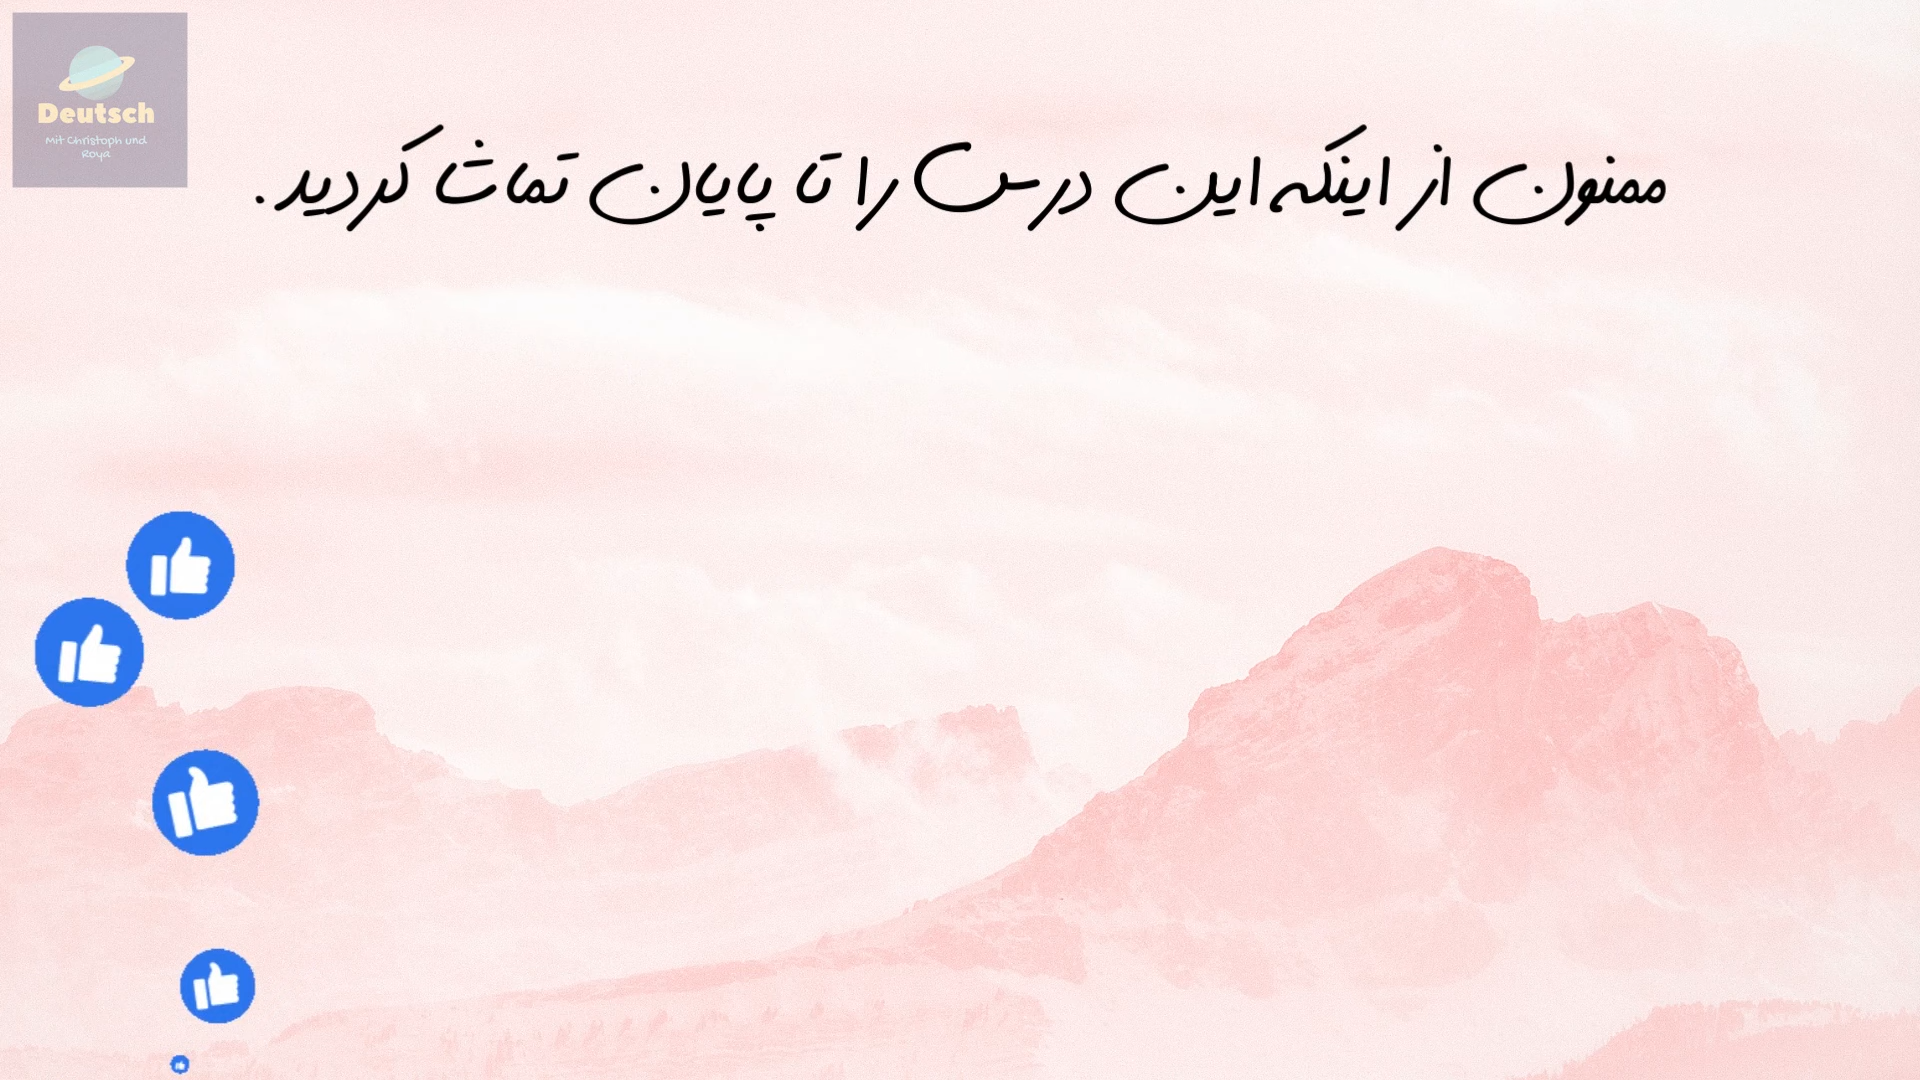 Deutsch
Mit Christoph und
Roya
ممنون از اینکه این درس را تا پایان تماشا کردید.